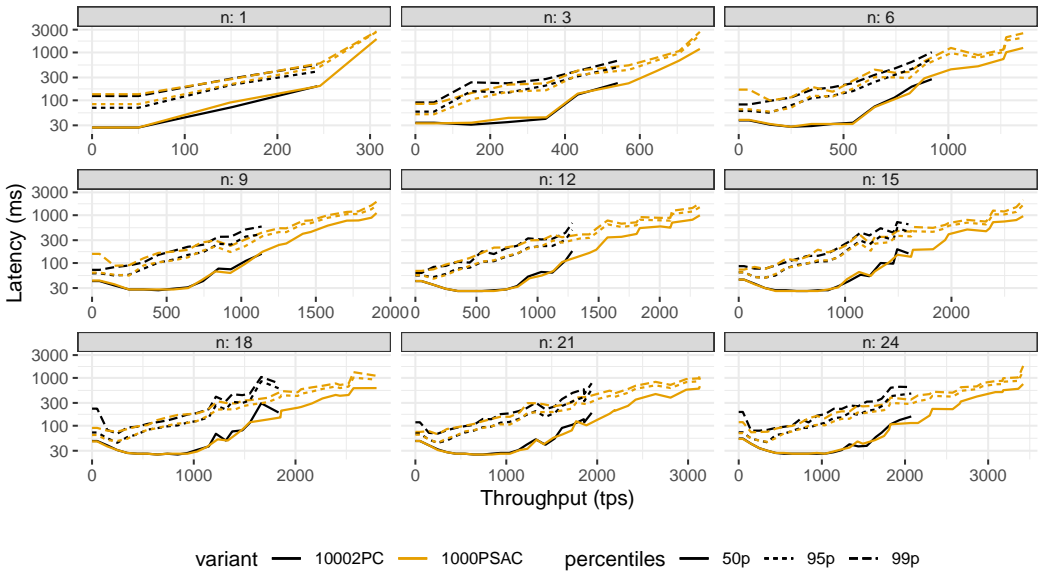 n: 1 n: 3 n: 6
3000
1000
300
100
30
0 100 200 300 0 200 400 600 0 500 1000
n: 9 n: 12 n: 15
3000
1000
300
100
30
0 500 1000 1500 2000 0 500 1000 1500 2000 0 1000 2000
n: 18 n: 21 n: 24
3000
1000
300
100
30
0 1000 2000 0 1000 2000 3000 0 1000 2000 3000
Latency (ms)
Throughput (tps)
variant 10002PC 1000PSAC percentiles 50p 95p 99p